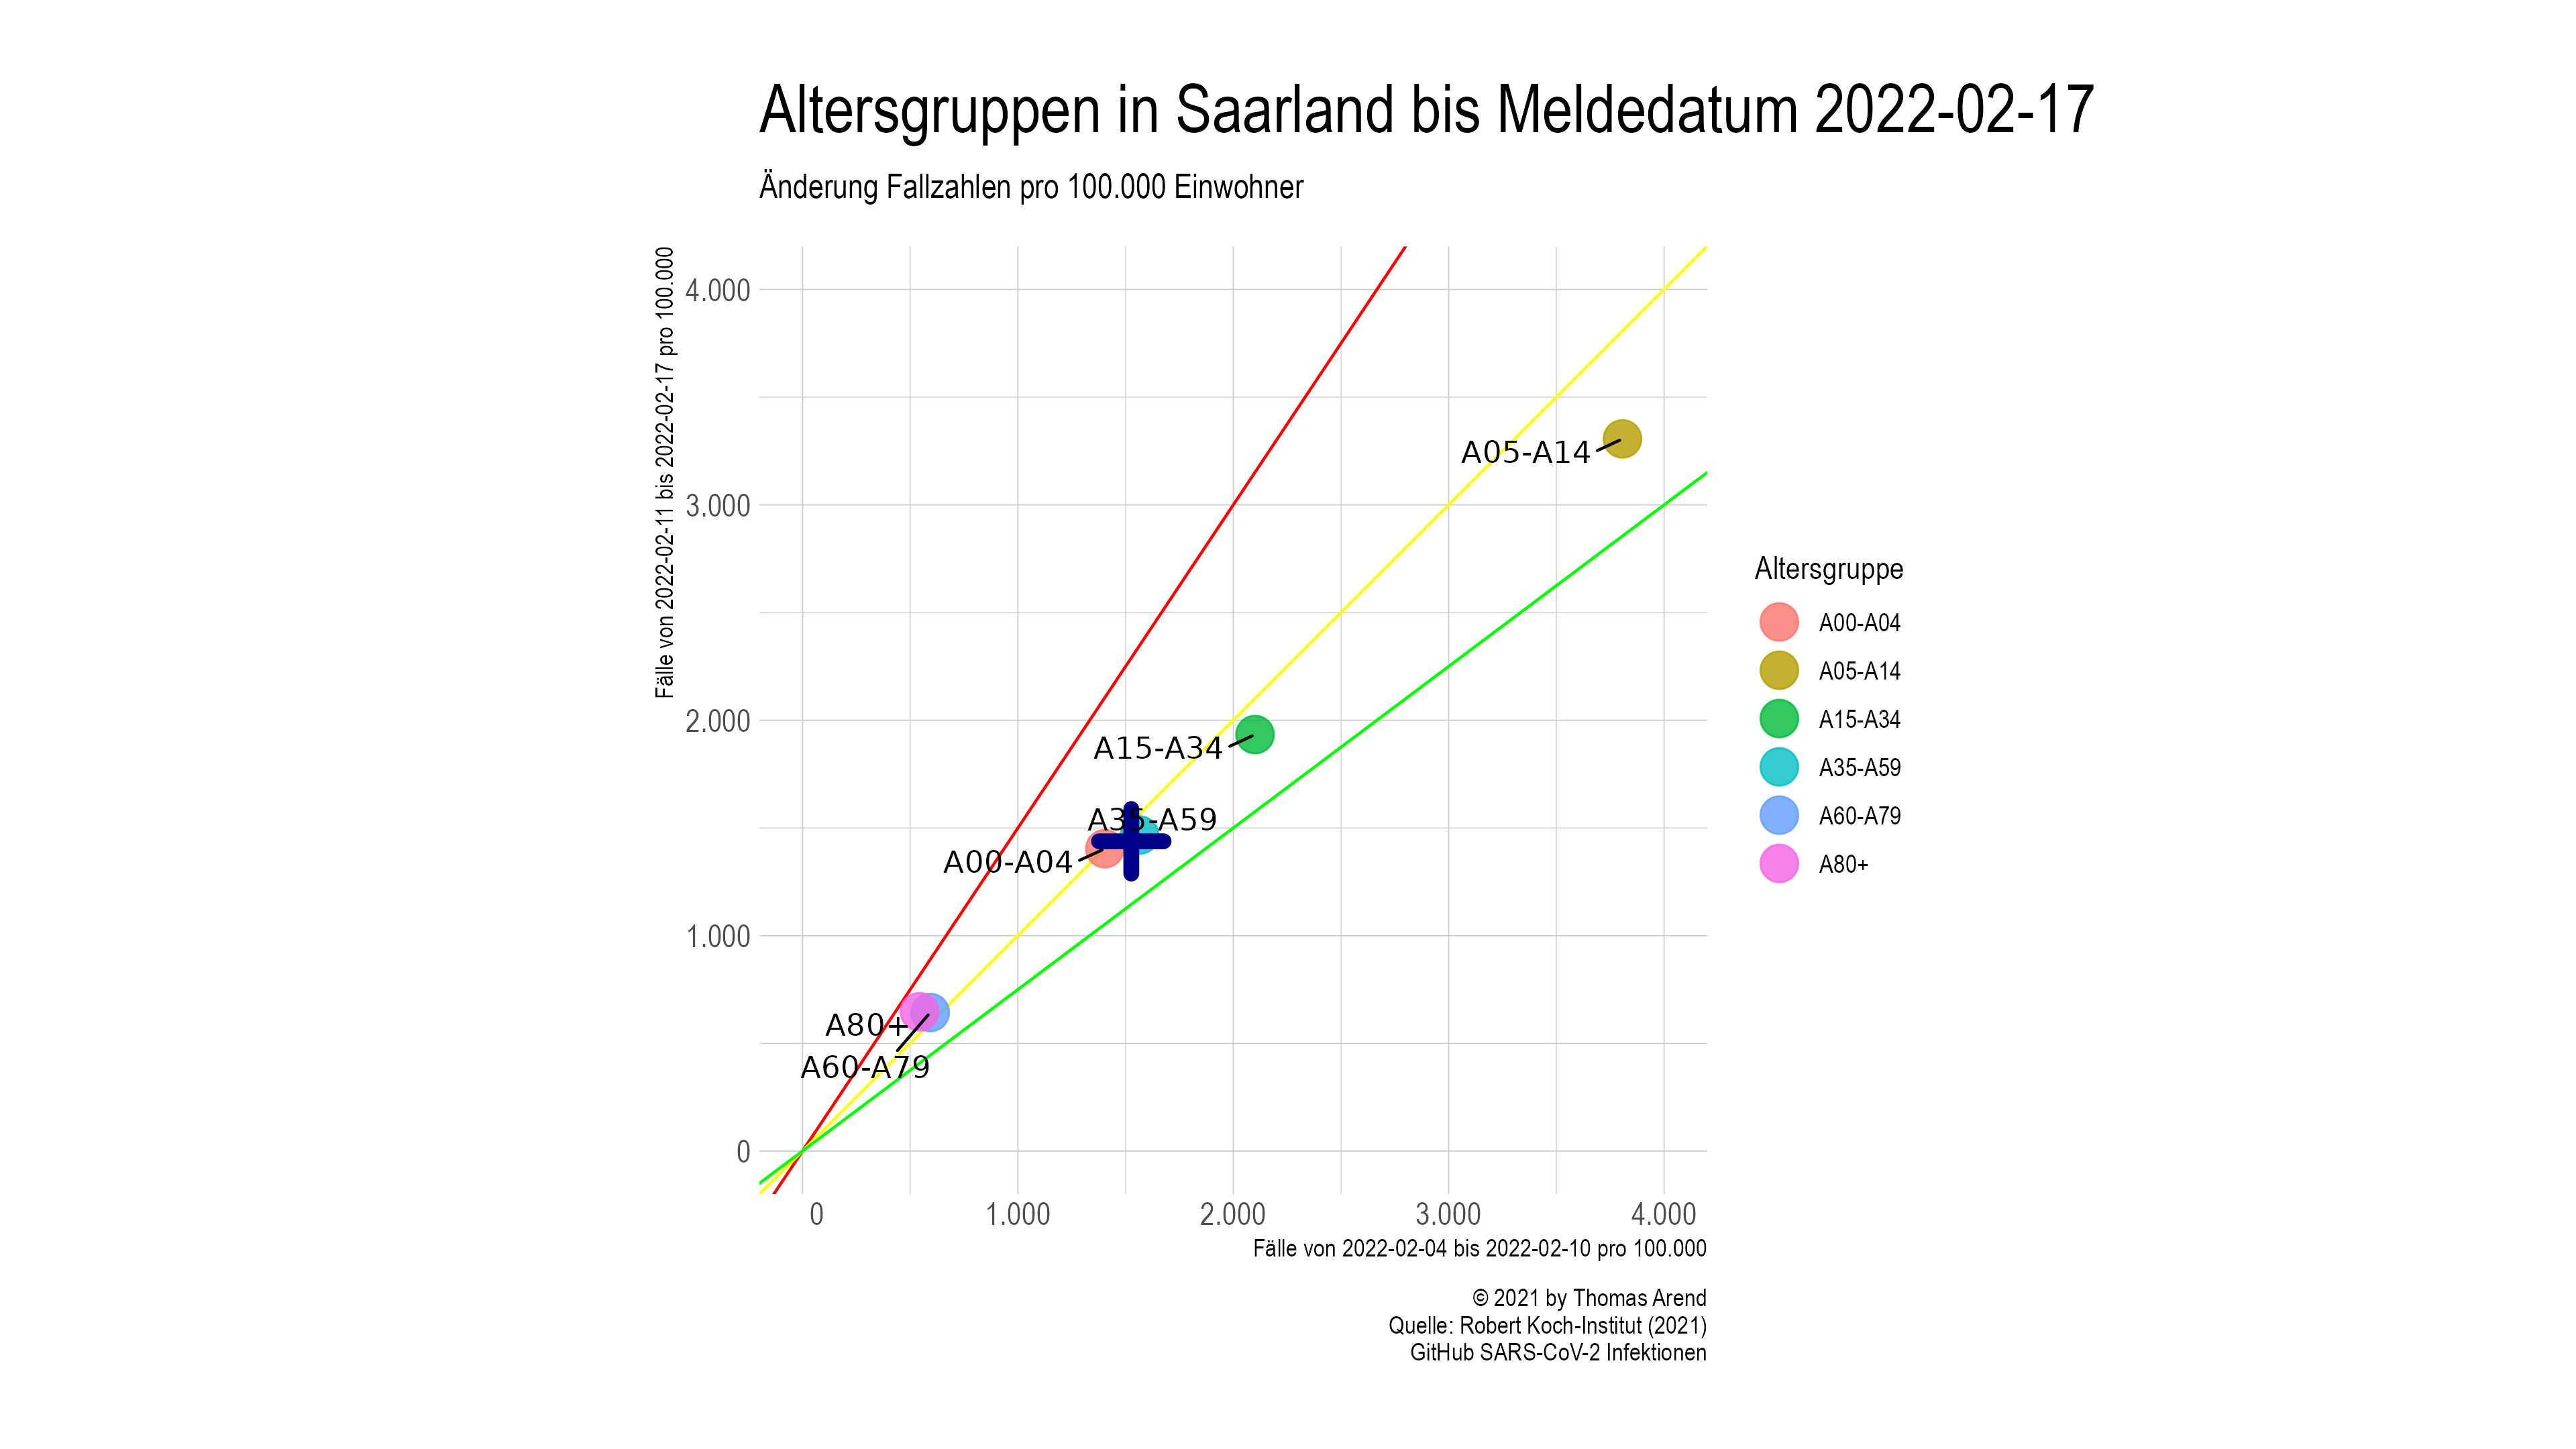 Altersgruppen in Saarland bis Meldedatum 2022-02-17
Änderung Fallzahlen pro 100.000 Einwohner
Fälle von 2022-02-11 bis 2022-02-17 pro 100.000
4.000
3.000
2.000
1.000
0
A05-A14
A15-A34
A35-A59
A00-A04
A80+
A60-A79
0
1.000
2.000
3.000
4.000
Fälle von 2022-02-04 bis 2022-02-10 pro 100.000
Altersgruppe
A00-A04
A05-A14
A15-A34
A35-A59
A60-A79
A80+
© 2021 by Thomas Arend
Quelle: Robert Koch-Institut (2021)
GitHub SARS-CoV-2 Infektionen